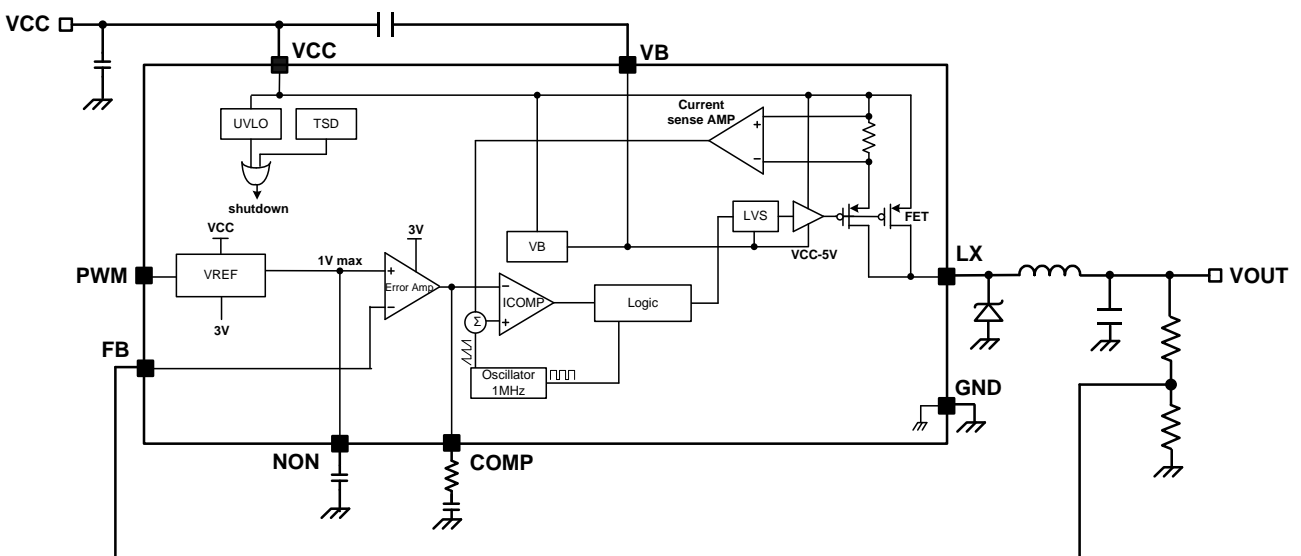 VCC
VCC
VB
Current
sense AMP
UVLO
TSD
shutdown
VCC
3V
LVS
FET
VB
VCC-5V
LX
PWM
VREF
1V max
Error Amp
ICOMP
Logic
VOUT
3V
Σ
FB
Oscillator
1MHz
GND
NON
COMP